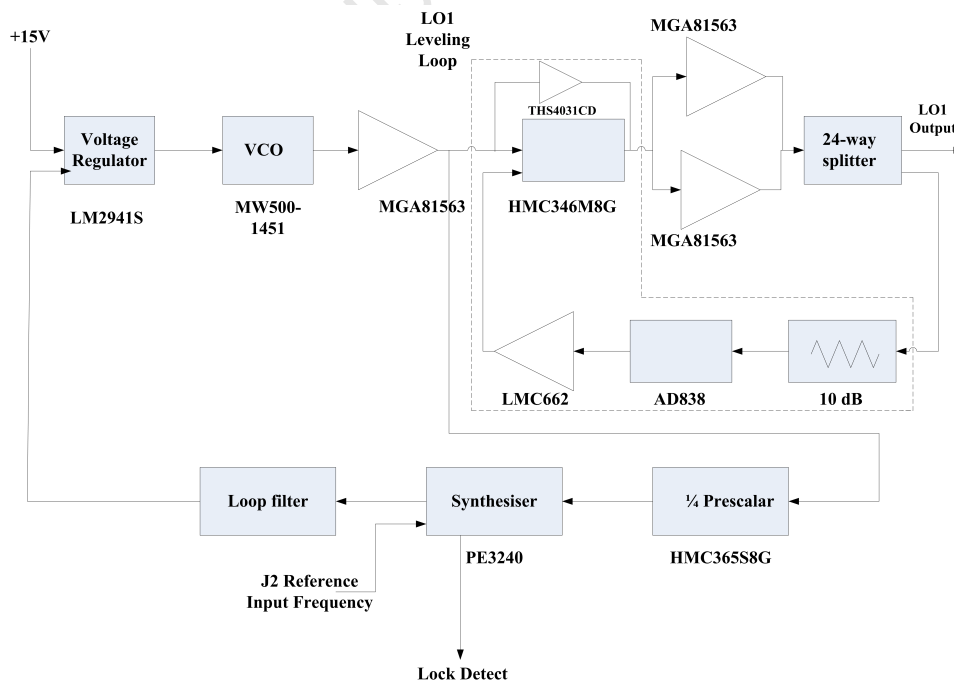 +15V
LO1
Leveling
Loop
MGA81563
THS4031CD
LO1
Output
Voltage
Regulator
VCO
24-way
splitter
LM2941S
MW500-
1451
MGA81563
HMC346M8G
MGA81563
LMC662
AD838
10 dB
Loop filter
Synthesiser
¼ Prescalar
PE3240
HMC365S8G
J2 Reference
Input Frequency
Lock Detect